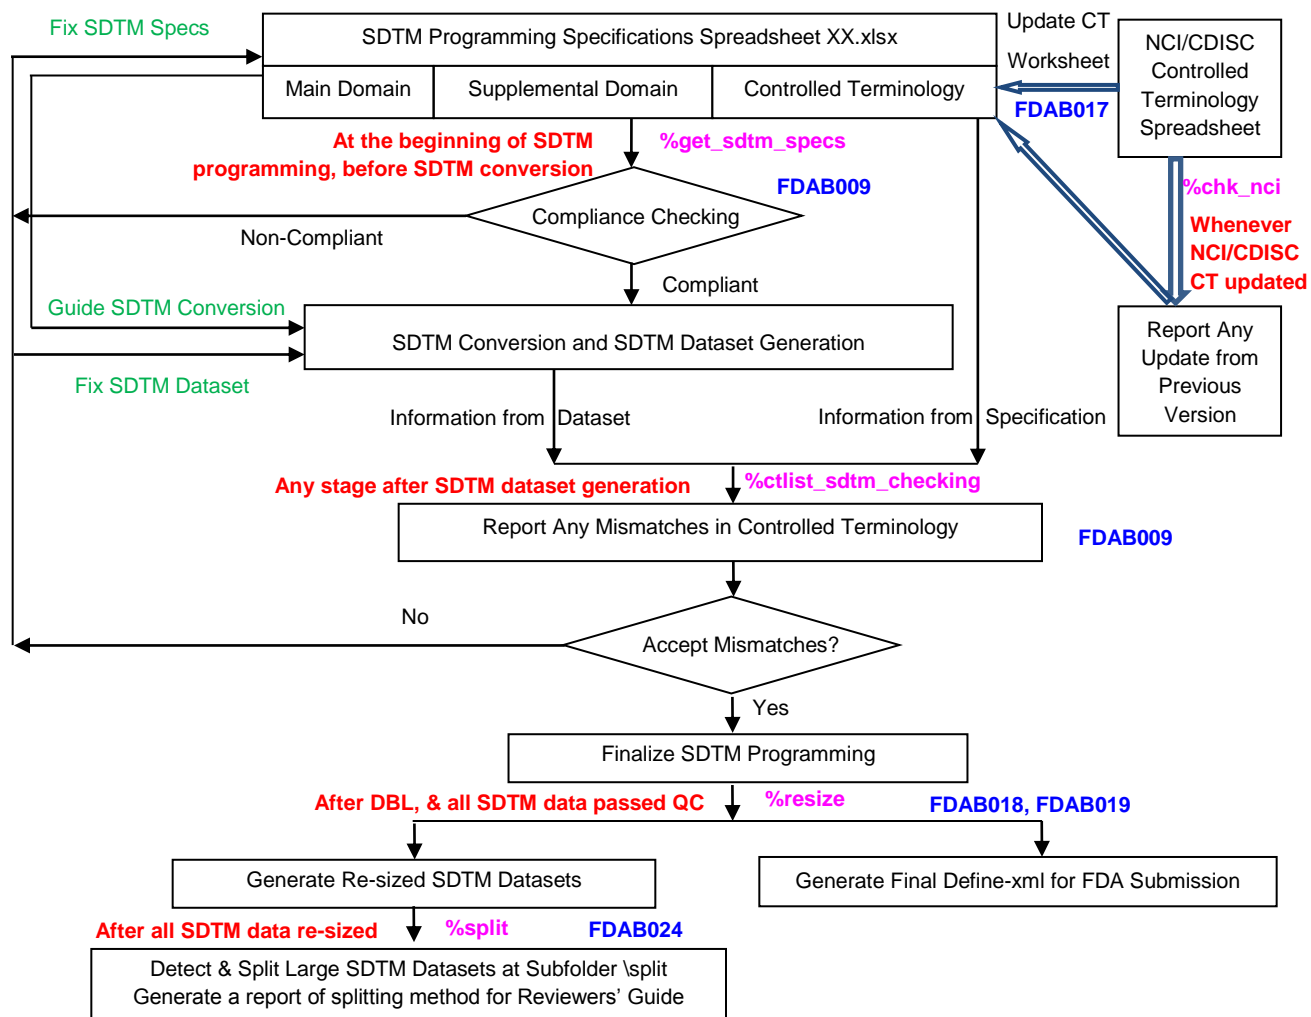 Fix SDTM Specs
SDTM Programming Specifications Spreadsheet XX.xlsx
Main Domain
Supplemental Domain
Controlled Terminology
Update CT
Worksheet
FDAB017
NCI/CDISC
Controlled
Terminology
Spreadsheet
At the beginning of SDTM
programming, before SDTM conversion
%get_sdtm_specs
FDAB009
%chk_nci
Whenever
NCI/CDISC
CT updated
Compliance Checking
Non-Compliant
Compliant
Guide SDTM Conversion
SDTM Conversion and SDTM Dataset Generation
Fix SDTM Dataset
Report Any
Update from
Previous
Version
Information from Dataset
Information from Specification
Any stage after SDTM dataset generation
%ctlist_sdtm_checking
Report Any Mismatches in Controlled Terminology
FDAB009
No
Accept Mismatches?
Yes
Finalize SDTM Programming
After DBL, & all SDTM data passed QC
%resize
FDAB018, FDAB019
Generate Re-sized SDTM Datasets
Generate Final Define-xml for FDA Submission
After all SDTM data re-sized
%split
FDAB024
Detect & Split Large SDTM Datasets at Subfolder \split
Generate a report of splitting method for Reviewers' Guide